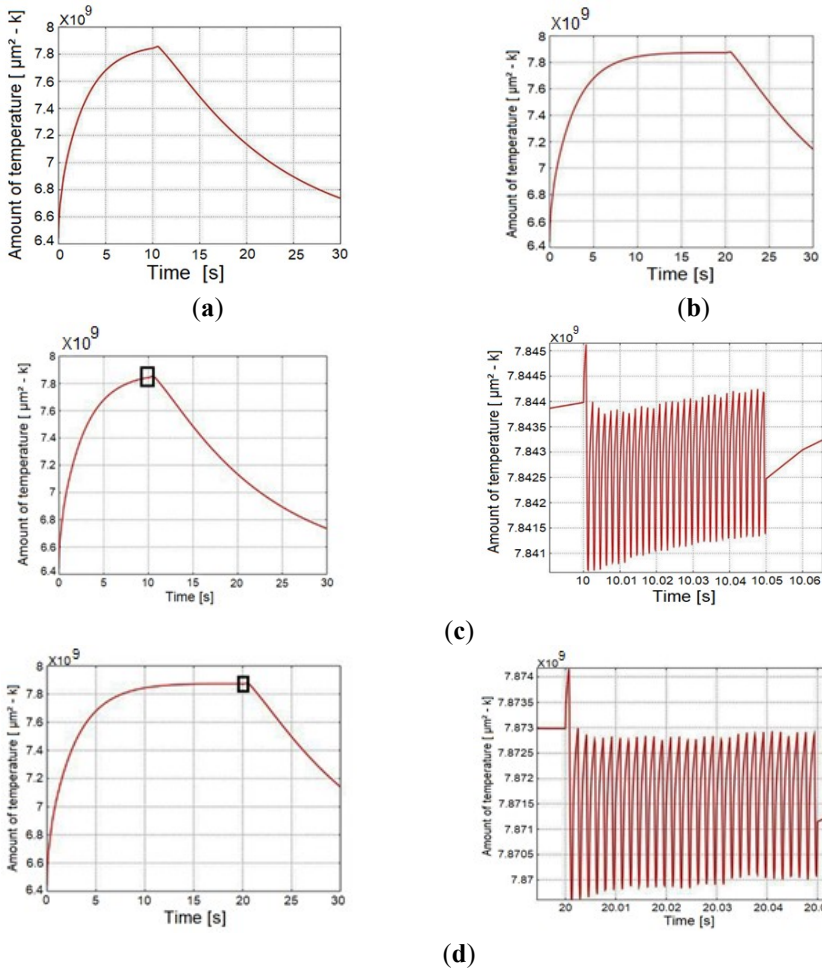 X10⁹
Amount of temperature [ µm² - k]
8
7.8
7.6
7.4
7.2
7
6.8
6.6
6.4
0 5 10 15 20 25 30
Time [s]
(a)
X10⁹
Amount of temperature [ µm² - k]
8
7.8
7.6
7.4
7.2
7
6.8
6.6
6.4
0 5 10 15 20 25 30
Time [s]
(b)
X10⁹
Amount of temperature [ µm² - k]
8
7.8
7.6
7.4
7.2
7
6.8
6.6
6.4
0 5 10 15 20 25 30
Time [s]
X10⁹
Amount of temperature [ µm² - k]
7.845
7.8445
7.844
7.8435
7.843
7.8425
7.842
7.8415
7.841
10 10.01 10.02 10.03 10.04 10.05 10.06
Time [s]
(c)
X10⁹
Amount of temperature [ µm² - k]
8
7.8
7.6
7.4
7.2
7
6.8
6.6
6.4
0 5 10 15 20 25 30
Time [s]
X10⁹
Amount of temperature [ µm² - k]
7.874
7.8735
7.873
7.8725
7.872
7.8715
7.871
7.8705
7.87
20 20.01 20.02 20.03 20.04 20.0
Time [s]
(d)